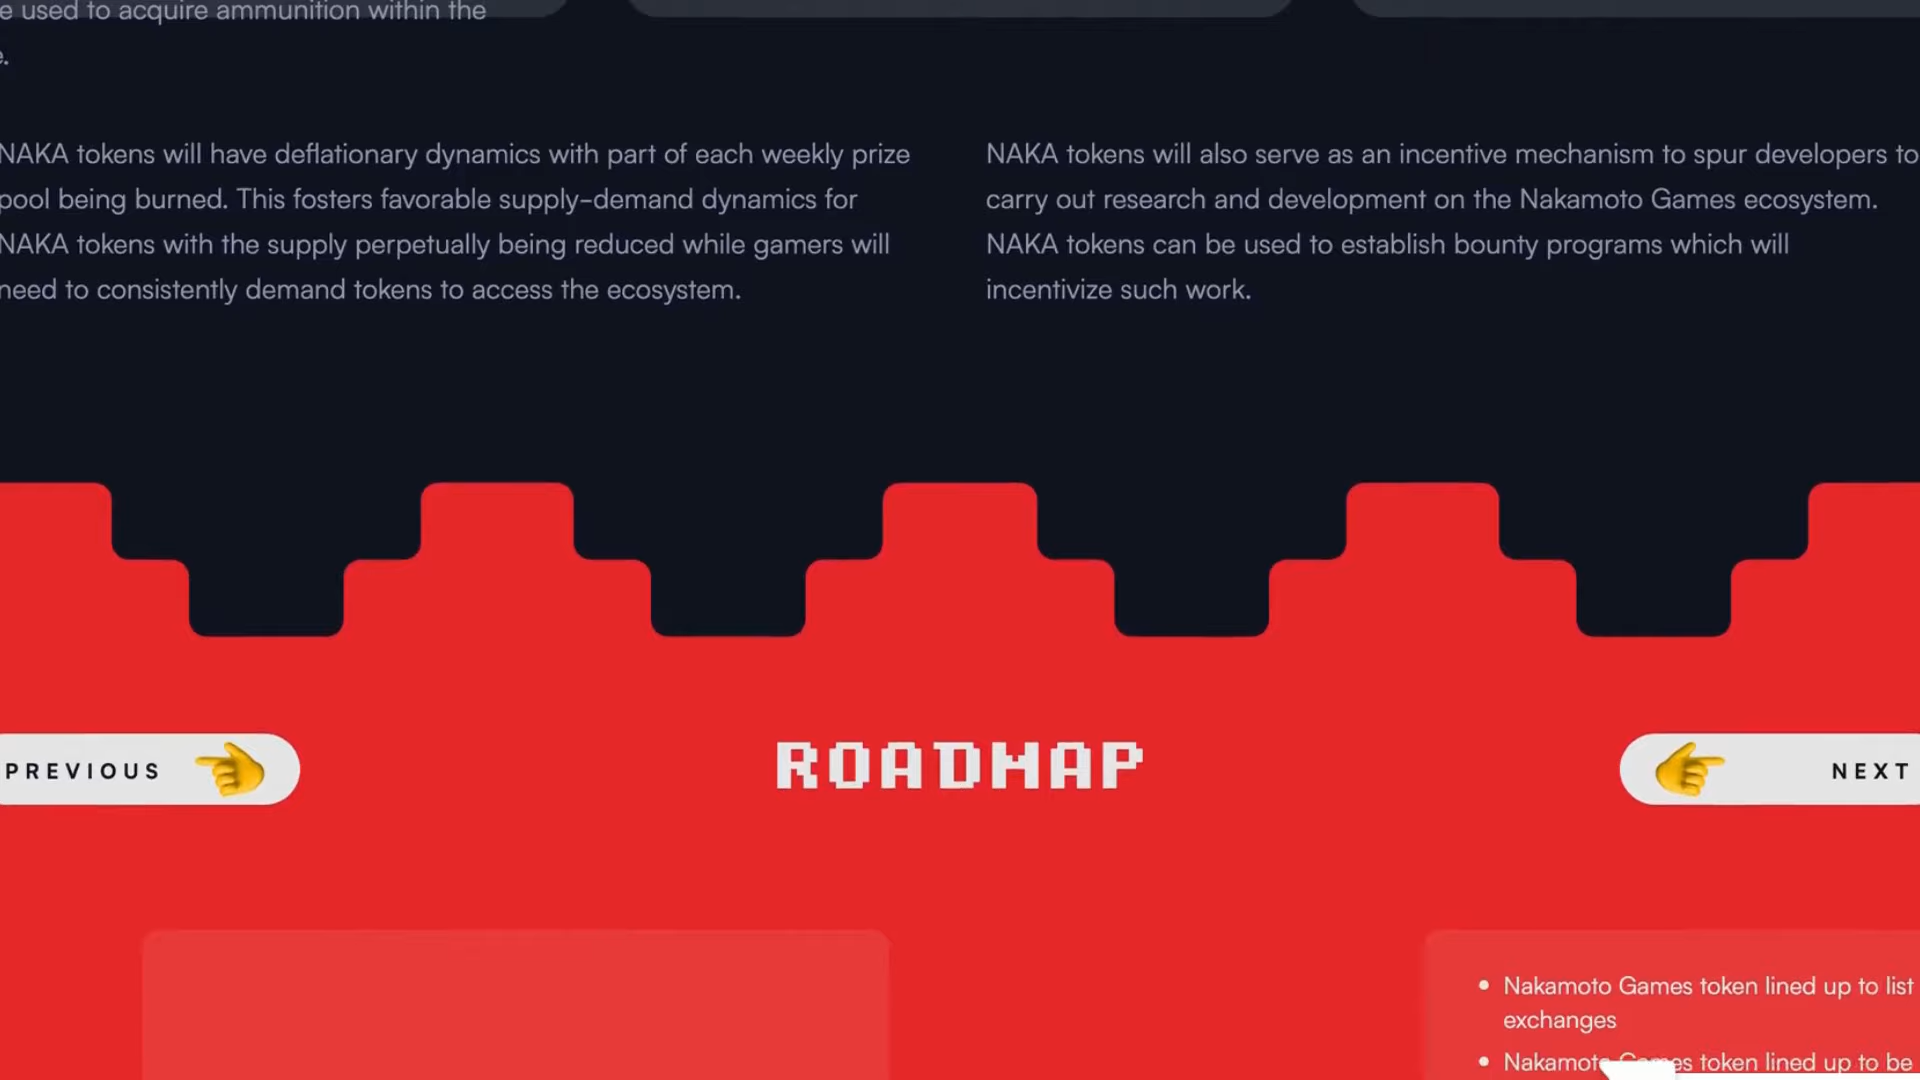 e used to acquire ammunition within the
e.
NAKA tokens will have deflationary dynamics with part of each weekly prize
pool being burned. This fosters favorable supply-demand dynamics for
NAKA tokens with the supply perpetually being reduced while gamers will
need to consistently demand tokens to access the ecosystem.
NAKA tokens will also serve as an incentive mechanism to spur developers to
carry out research and development on the Nakamoto Games ecosystem.
NAKA tokens can be used to establish bounty programs which will
incentivize such work.
PREVIOUS
ROADMAP
NEXT
• Nakamoto Games token lined up to list
exchanges
• Nakamoto Games token lined up to be